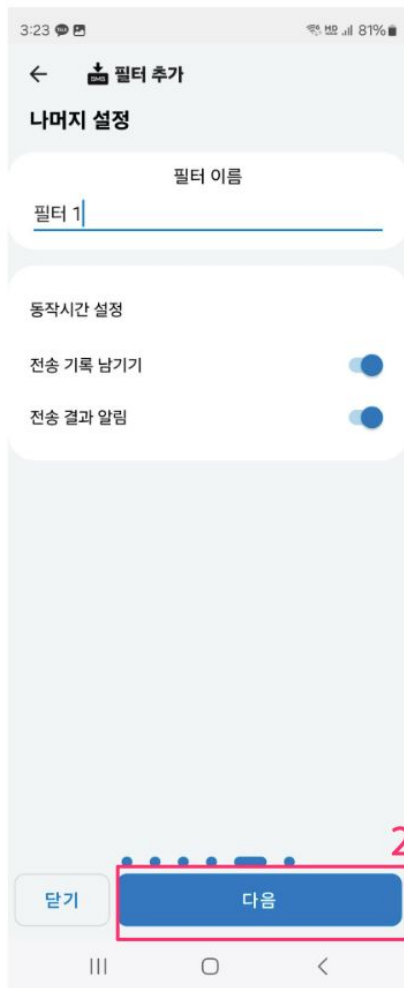 3:23 81%
필터 추가
나머지 설정
필터 이름
필터 1
동작시간 설정
전송 기록 남기기
전송 결과 알림
2
닫기 다음